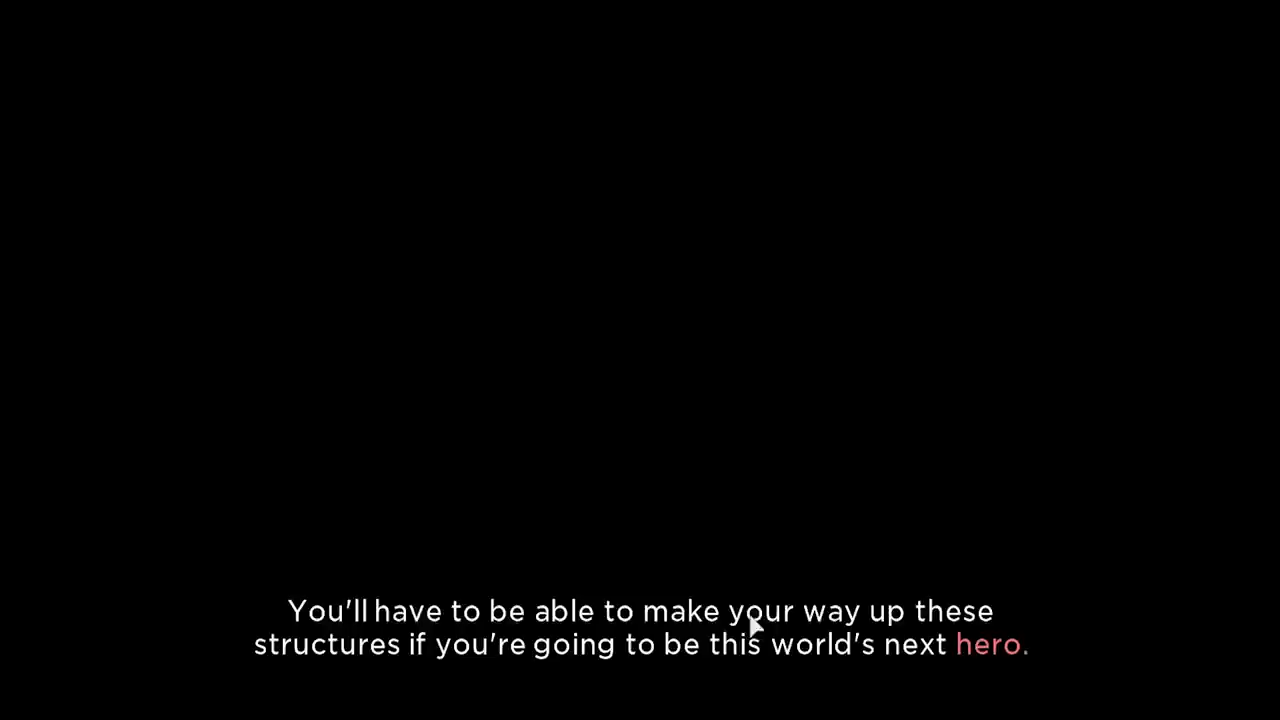 You'll have to be able to make your way up these
structures if you're going to be this world's next hero.